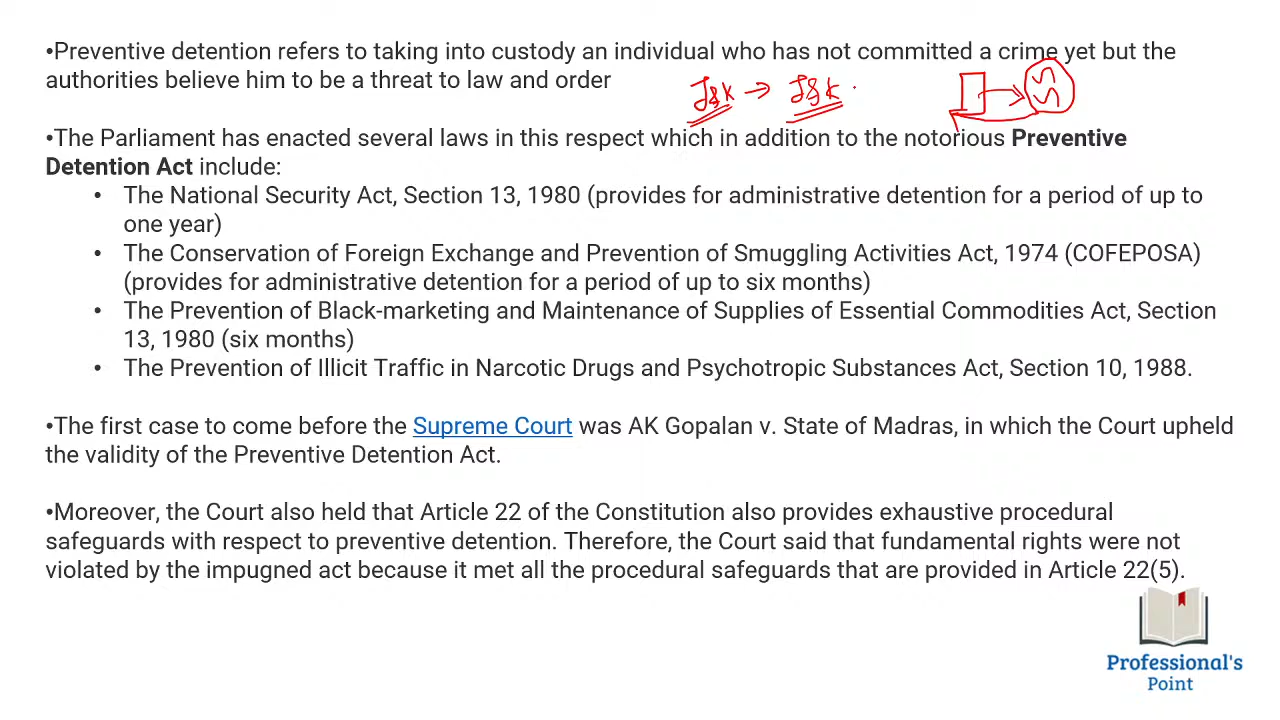 •Preventive detention refers to taking into custody an individual who has not committed a crime yet but the
authorities believe him to be a threat to law and order
J&K → J&K
•The Parliament has enacted several laws in this respect which in addition to the notorious Preventive
Detention Act include:
• The National Security Act, Section 13, 1980 (provides for administrative detention for a period of up to
one year)
• The Conservation of Foreign Exchange and Prevention of Smuggling Activities Act, 1974 (COFEPOSA)
(provides for administrative detention for a period of up to six months)
• The Prevention of Black-marketing and Maintenance of Supplies of Essential Commodities Act, Section
13, 1980 (six months)
• The Prevention of Illicit Traffic in Narcotic Drugs and Psychotropic Substances Act, Section 10, 1988.
•The first case to come before the Supreme Court was AK Gopalan v. State of Madras, in which the Court upheld
the validity of the Preventive Detention Act.
•Moreover, the Court also held that Article 22 of the Constitution also provides exhaustive procedural
safeguards with respect to preventive detention. Therefore, the Court said that fundamental rights were not
violated by the impugned act because it met all the procedural safeguards that are provided in Article 22(5).
Professional's
Point